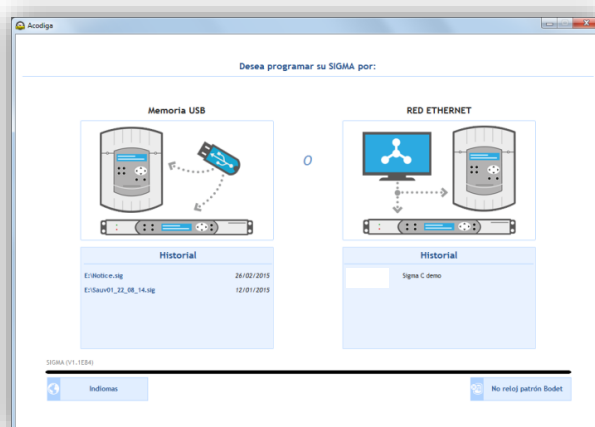 Acodiga
Desea programar su SIGMA por:
Memoria USB
RED ETHERNET
O
Historial
E:\Notice.sig 26/02/2015
E:\Sauv01_22_08_14.sig 12/01/2015
Historial
Sigma C demo
SIGMA (V1.1E84)
Indiomas
No reloj patrón Bodet